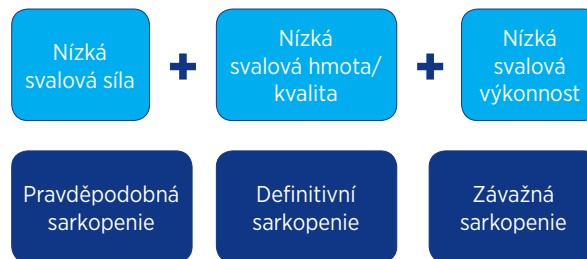 Nízká
svalová síla
+
Nízká
svalová hmota/
kvalita
+
Nízká
svalová
výkonnost
Pravděpodobná
sarkopenie
Definitivní
sarkopenie
Závažná
sarkopenie